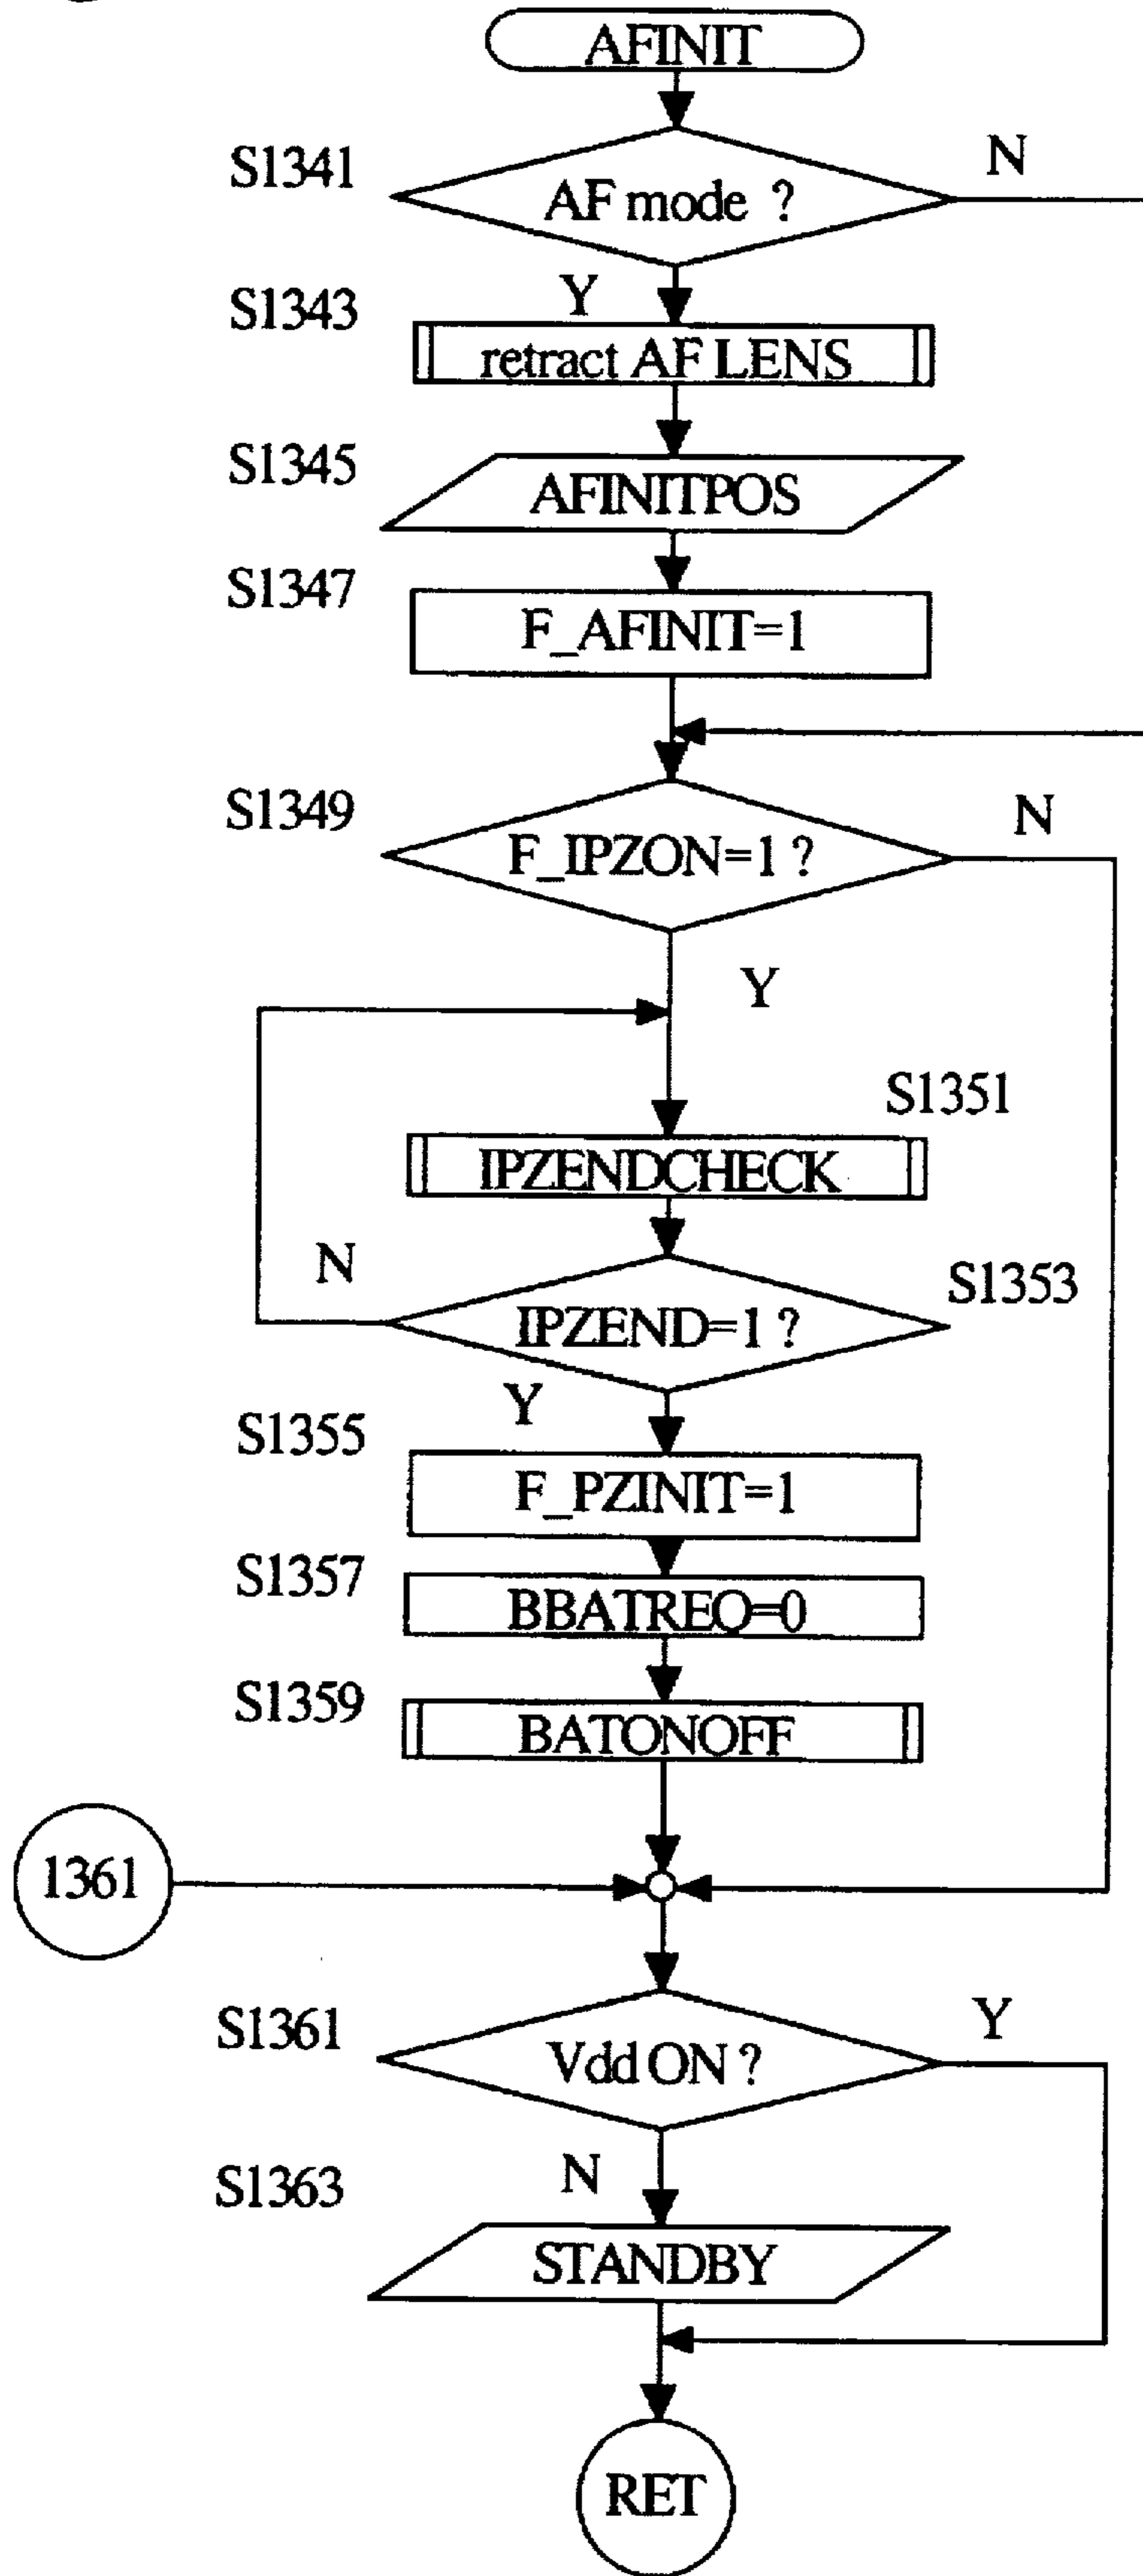 AFINIT
S1341
AF mode ?
N
Y
S1343
retract AF LENS
S1345
AFINITPOS
S1347
F_AFINIT=1
S1349
F_IPZON=1 ?
N
Y
S1351
IPZENDCHECK
N
S1353
IPZEND=1 ?
Y
S1355
F_PZINIT=1
S1357
BBATREQ=0
S1359
BATONOFF
1361
S1361
Vdd ON ?
Y
N
S1363
STANDBY
RET